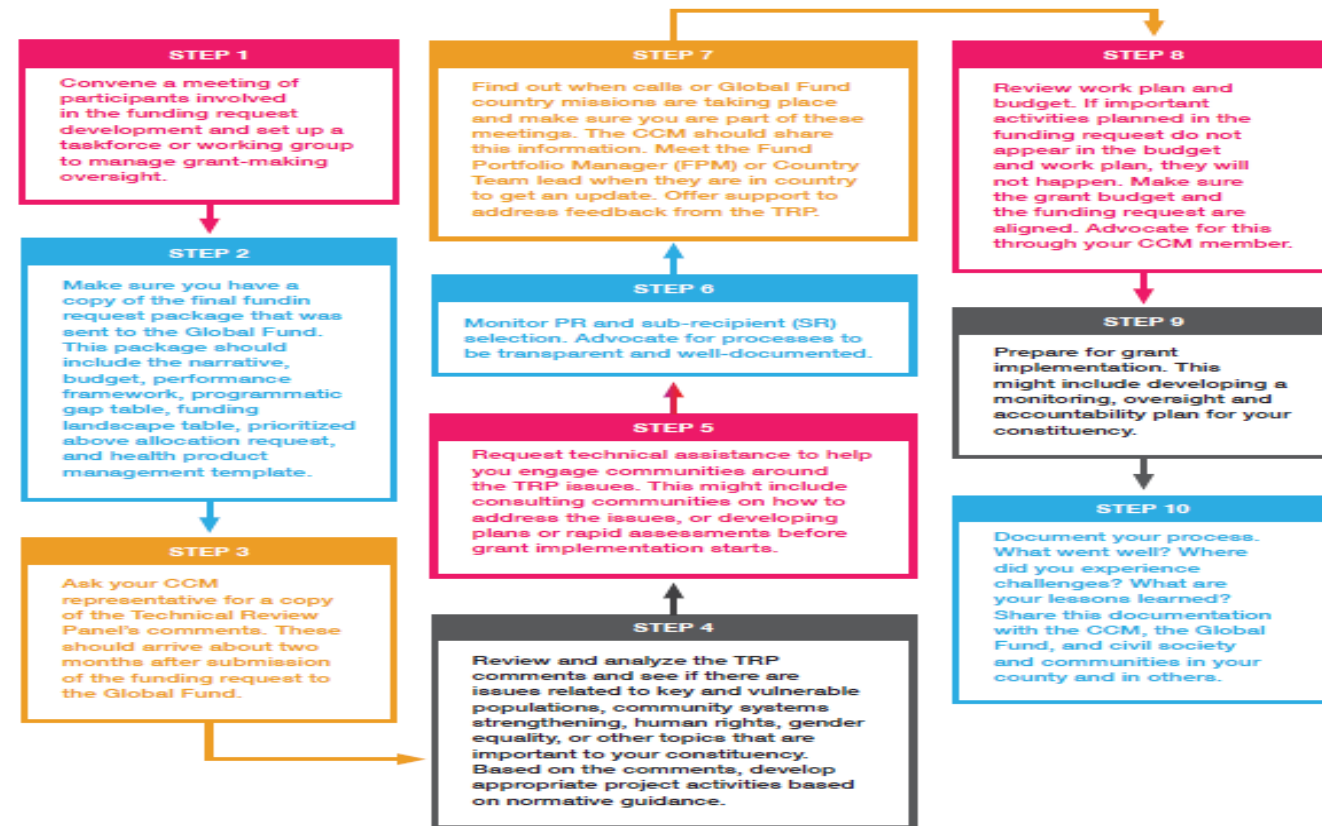 STEP 1
Convene a meeting of
participants involved
in the funding request
development and set up a
taskforce or working group
to manage grant-making
oversight.
STEP 2
Make sure you have a
copy of the final fundin
request package that was
sent to the Global Fund.
This package should
include the narrative,
budget, performance
framework, programmatic
gap table, funding
landscape table, prioritized
above allocation request,
and health product
management template.
STEP 3
Ask your CCM
representative for a copy
of the Technical Review
Panel's comments. These
should arrive about two
months after submission
of the funding request to
the Global Fund.
STEP 4
Review and analyze the TRP
comments and see if there are
issues related to key and vulnerable
populations, community systems
strengthening, human rights, gender
equality, or other topics that are
important to your constituency.
Based on the comments, develop
appropriate project activities based
on normative guidance.
STEP 5
Request technical assistance to help
you engage communities around
the TRP issues. This might include
consulting communities on how to
address the issues, or developing
plans or rapid assessments before
grant implementation starts.
STEP 6
Monitor PR and sub-recipient (SR)
selection. Advocate for processes to
be transparent and well-documented.
STEP 7
Find out when calls or Global Fund
country missions are taking place
and make sure you are part of these
meetings. The CCM should share
this information. Meet the Fund
Portfolio Manager (FPM) or Country
Team lead when they are in country
to get an update. Offer support to
address feedback from the TRP.
STEP 8
Review work plan and
budget. If important
activities planned in the
funding request do not
appear in the budget
and work plan, they will
not happen. Make sure
the grant budget and
the funding request are
aligned. Advocate for this
through your CCM member.
STEP 9
Prepare for grant
implementation. This
might include developing a
monitoring, oversight and
accountability plan for your
constituency.
STEP 10
Document your process.
What went well? Where
did you experience
challenges? What are
your lessons learned?
Share this documentation
with the CCM, the Global
Fund, and civil society
and communities in your
county and in others.